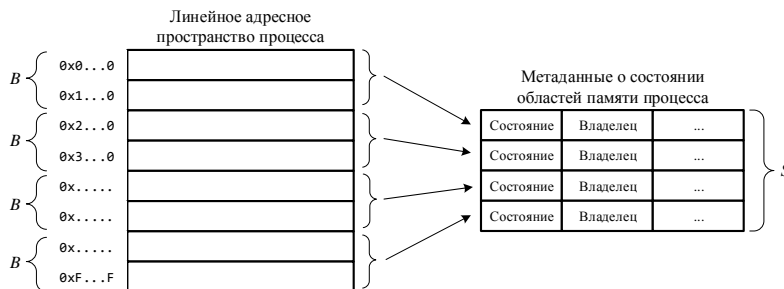 Линейное адресное
пространство процесса
B
0x0...0
0x1...0
B
0x2...0
0x3...0
B
0x.....
0x.....
B
0x.....
0xF...F
Метаданные о состоянии
областей памяти процесса
Состояние Владелец ...
Состояние Владелец ...
Состояние Владелец ...
Состояние Владелец ...